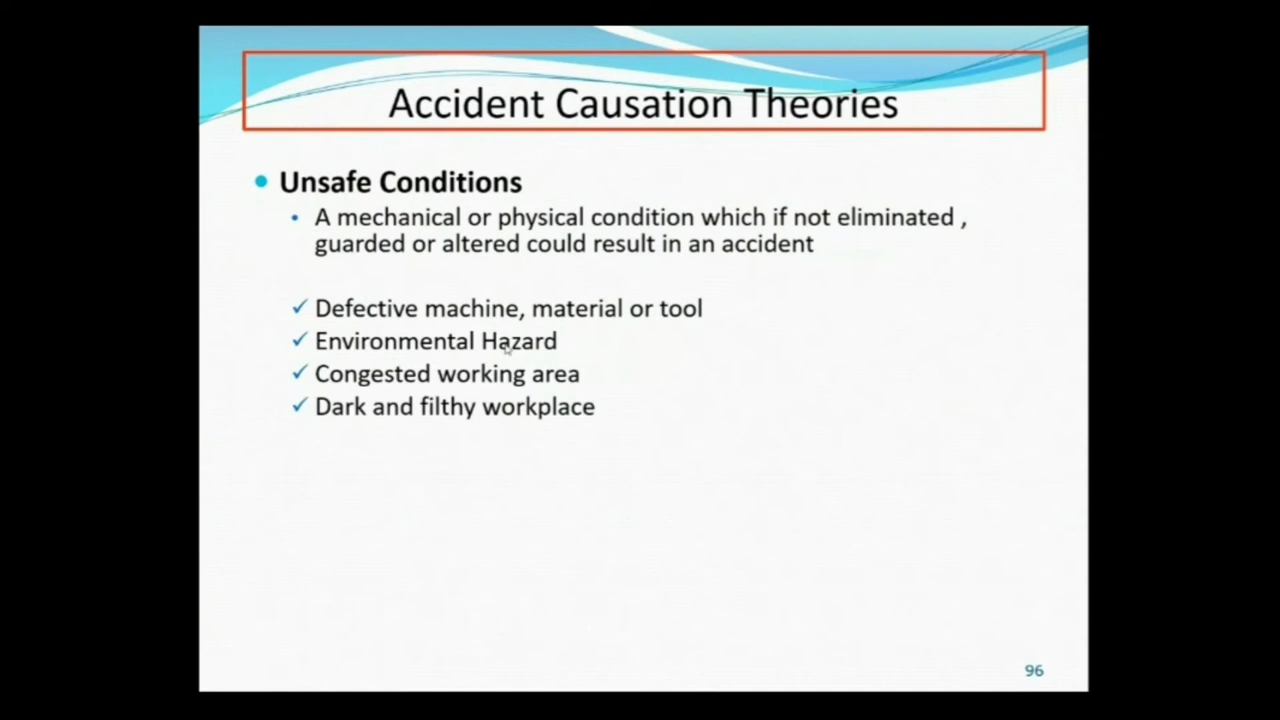 Accident Causation Theories
Unsafe Conditions
A mechanical or physical condition which if not eliminated ,
guarded or altered could result in an accident
Defective machine, material or tool
Environmental Hazard
Congested working area
Dark and filthy workplace
96